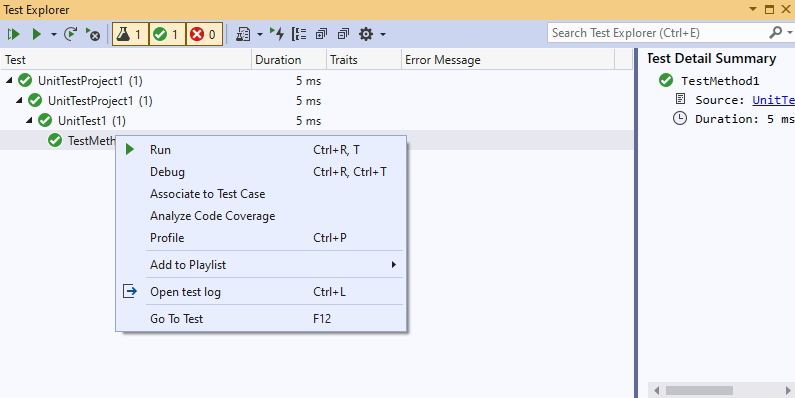 Test Explorer
1 1 0
Search Test Explorer (Ctrl+E)
Test Duration Traits Error Message
UnitTestProject1 (1) 5 ms
UnitTestProject1 (1) 5 ms
UnitTest1 (1) 5 ms
TestMeth
Run Ctrl+R, T
Debug Ctrl+R, Ctrl+T
Associate to Test Case
Analyze Code Coverage
Profile Ctrl+P
Add to Playlist
Open test log Ctrl+L
Go To Test F12
Test Detail Summary
TestMethod1
Source: UnitTe
Duration: 5 ms